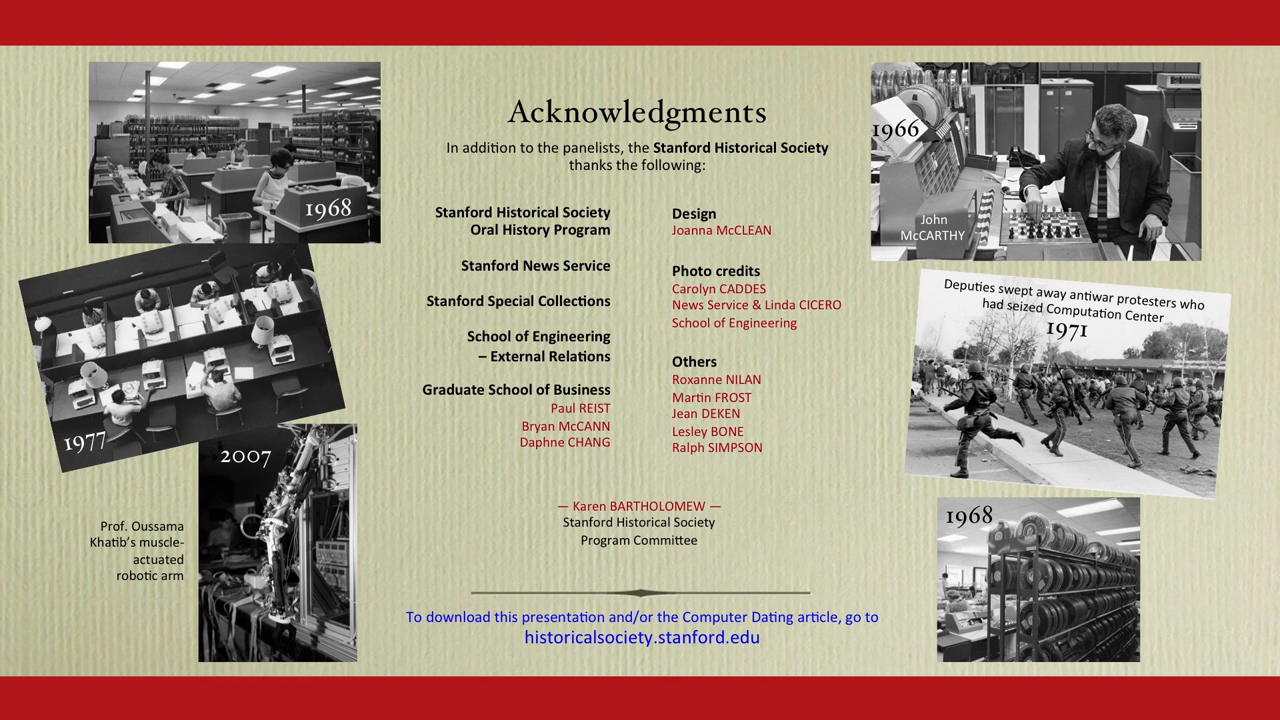 Acknowledgments
In addition to the panelists, the Stanford Historical Society
thanks the following:
Stanford Historical Society
Oral History Program
Stanford News Service
Stanford Special Collections
School of Engineering
– External Relations
Graduate School of Business
Paul REIST
Bryan McCANN
Daphne CHANG
Design
Joanna McCLEAN
Photo credits
Carolyn CADDES
News Service & Linda CICERO
School of Engineering
Others
Roxanne NILAN
Martin FROST
Jean DEKEN
Lesley BONE
Ralph SIMPSON
— Karen BARTHOLOMEW —
Stanford Historical Society
Program Committee
To download this presentation and/or the Computer Dating article, go to
historicalsociety.stanford.edu
1968
1977
2007
Prof. Oussama
Khatib’s muscle-
actuated
robotic arm
1966
John
McCARTHY
Deputies swept away antiwar protesters who
had seized Computation Center
1971
1968